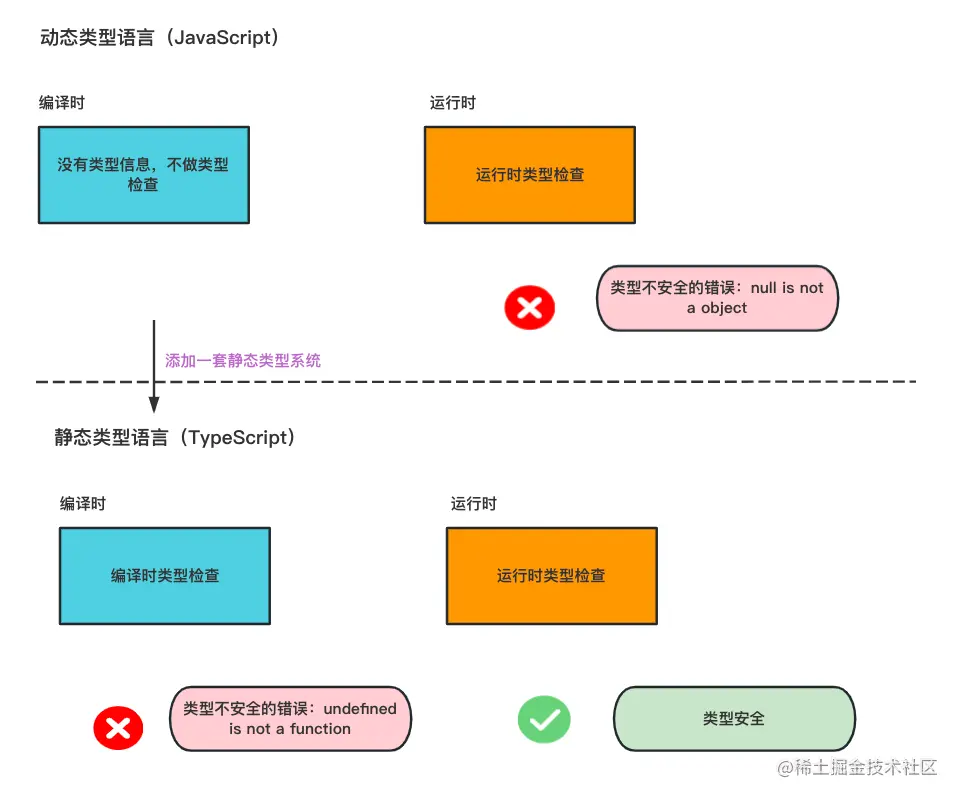 动态类型语言（JavaScript）
编译时
运行时
没有类型信息，不做类型
检查
运行时类型检查
类型不安全的错误：null is not
a object
添加一套静态类型系统
静态类型语言（TypeScript）
编译时
运行时
编译时类型检查
运行时类型检查
类型不安全的错误：undefined
is not a function
类型安全
@稀土掘金技术社区